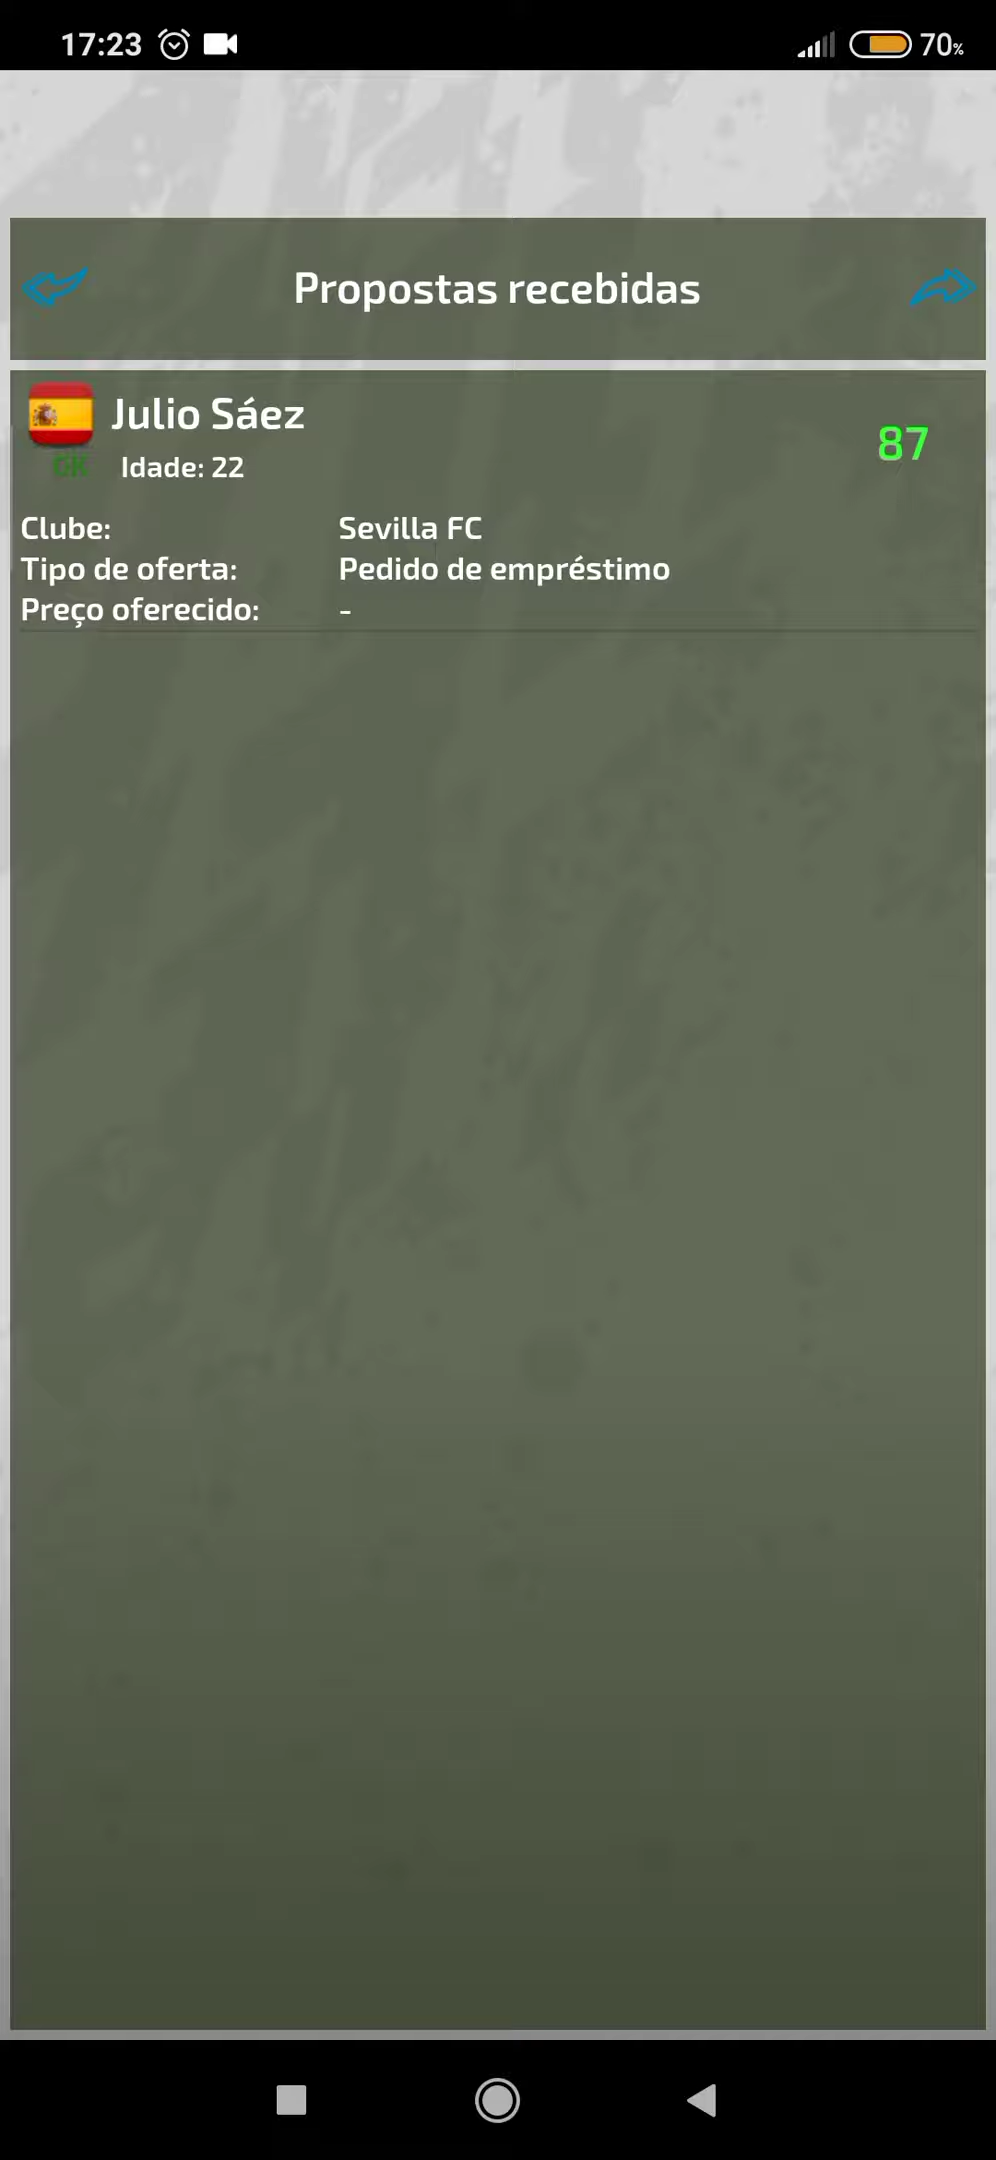 17:23 70%
Propostas recebidas
Julio Sáez
87
GK Idade: 22
Clube: Sevilla FC
Tipo de oferta: Pedido de empréstimo
Preço oferecido: -